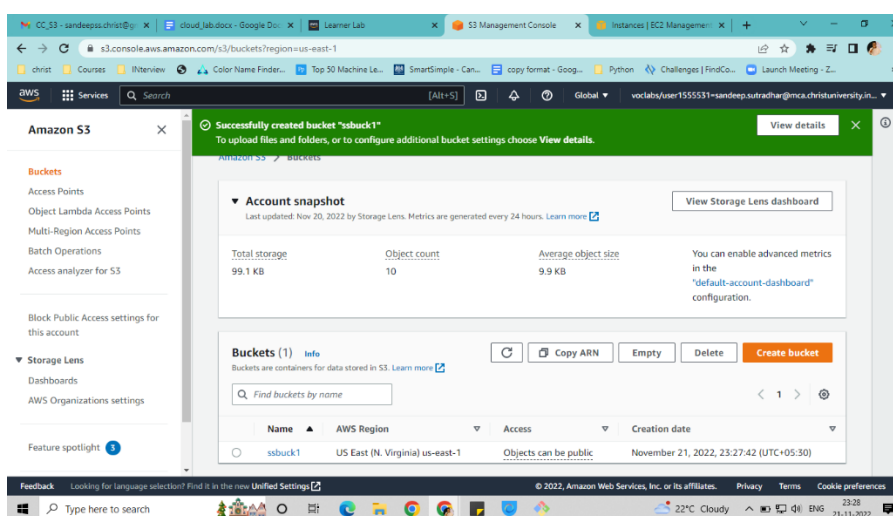 CC_S3 - sandeepss.christ@gr
cloud_lab.docx - Google Doc
Learner Lab
S3 Management Console
Instances | EC2 Management
s3.console.aws.amazon.com/s3/buckets?region=us-east-1
christ
Courses
INterview
Color Name Finder...
Top 50 Machine Le...
SmartSimple - Can...
copy format - Goog...
Python
Challenges | FindCo...
Launch Meeting - Z...
aws
Services
Search
[Alt+S]
Global
voclabs/user1555531=sandeep.sutradhar@mca.christuniversity.in...
Amazon S3
Buckets
Access Points
Object Lambda Access Points
Multi-Region Access Points
Batch Operations
Access analyzer for S3
Block Public Access settings for
this account
Storage Lens
Dashboards
AWS Organizations settings
Feature spotlight 3
Successfully created bucket "ssbuck1"
To upload files and folders, or to configure additional bucket settings choose View details.
View details
Amazon S3 > Buckets
Account snapshot
Last updated: Nov 20, 2022 by Storage Lens. Metrics are generated every 24 hours. Learn more
View Storage Lens dashboard
Total storage
99.1 KB
Object count
10
Average object size
9.9 KB
You can enable advanced metrics
in the
"default-account-dashboard"
configuration.
Buckets (1) Info
Buckets are containers for data stored in S3. Learn more
Copy ARN
Empty
Delete
Create bucket
Find buckets by name
1
Name AWS Region Access Creation date
ssbuck1 US East (N. Virginia) us-east-1 Objects can be public November 21, 2022, 23:27:42 (UTC+05:30)
Feedback Looking for language selection? Find it in the new Unified Settings
© 2022, Amazon Web Services, Inc. or its affiliates. Privacy Terms Cookie preferences
Type here to search
22°C Cloudy
ENG
23:28
21-11-2022